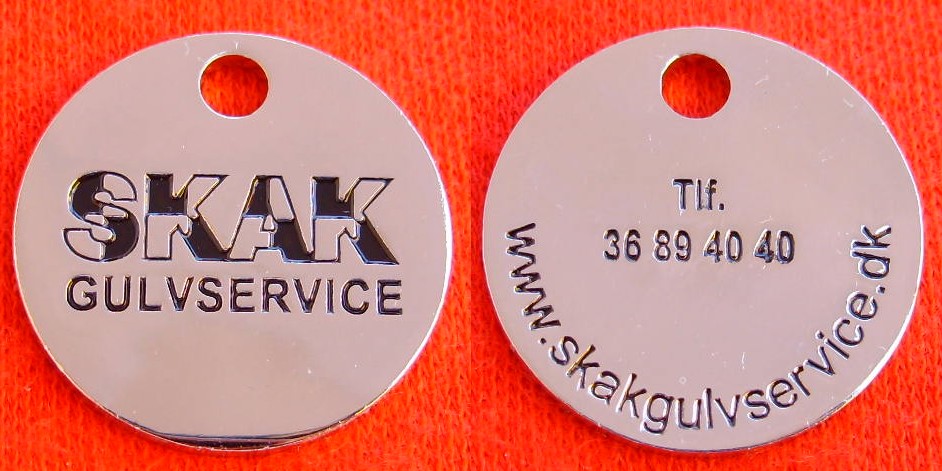 SKAK
GULVSERVICE
Tlf.
36 89 40 40
www.skakgulvservice.dk